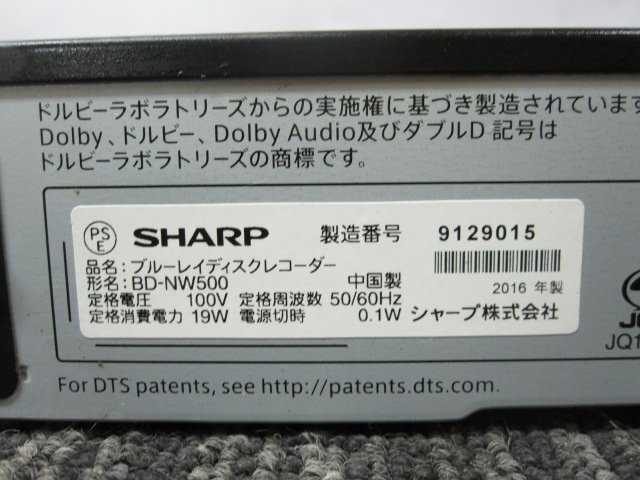 ドルビーラボラトリーズからの実施権に基づき製造されています
Dolby、ドルビー、Dolby Audio及びダブルD 記号は
ドルビーラボラトリーズの商標です。
PSE SHARP 製造番号 9129015
品名：ブルーレイディスクレコーダー
形名：BD-NW500 中国製 2016 年製
定格電圧 100V 定格周波数 50/60Hz
定格消費電力 19W 電源切時 0.1W シャープ株式会社
JQ1
For DTS patents, see http://patents.dts.com.